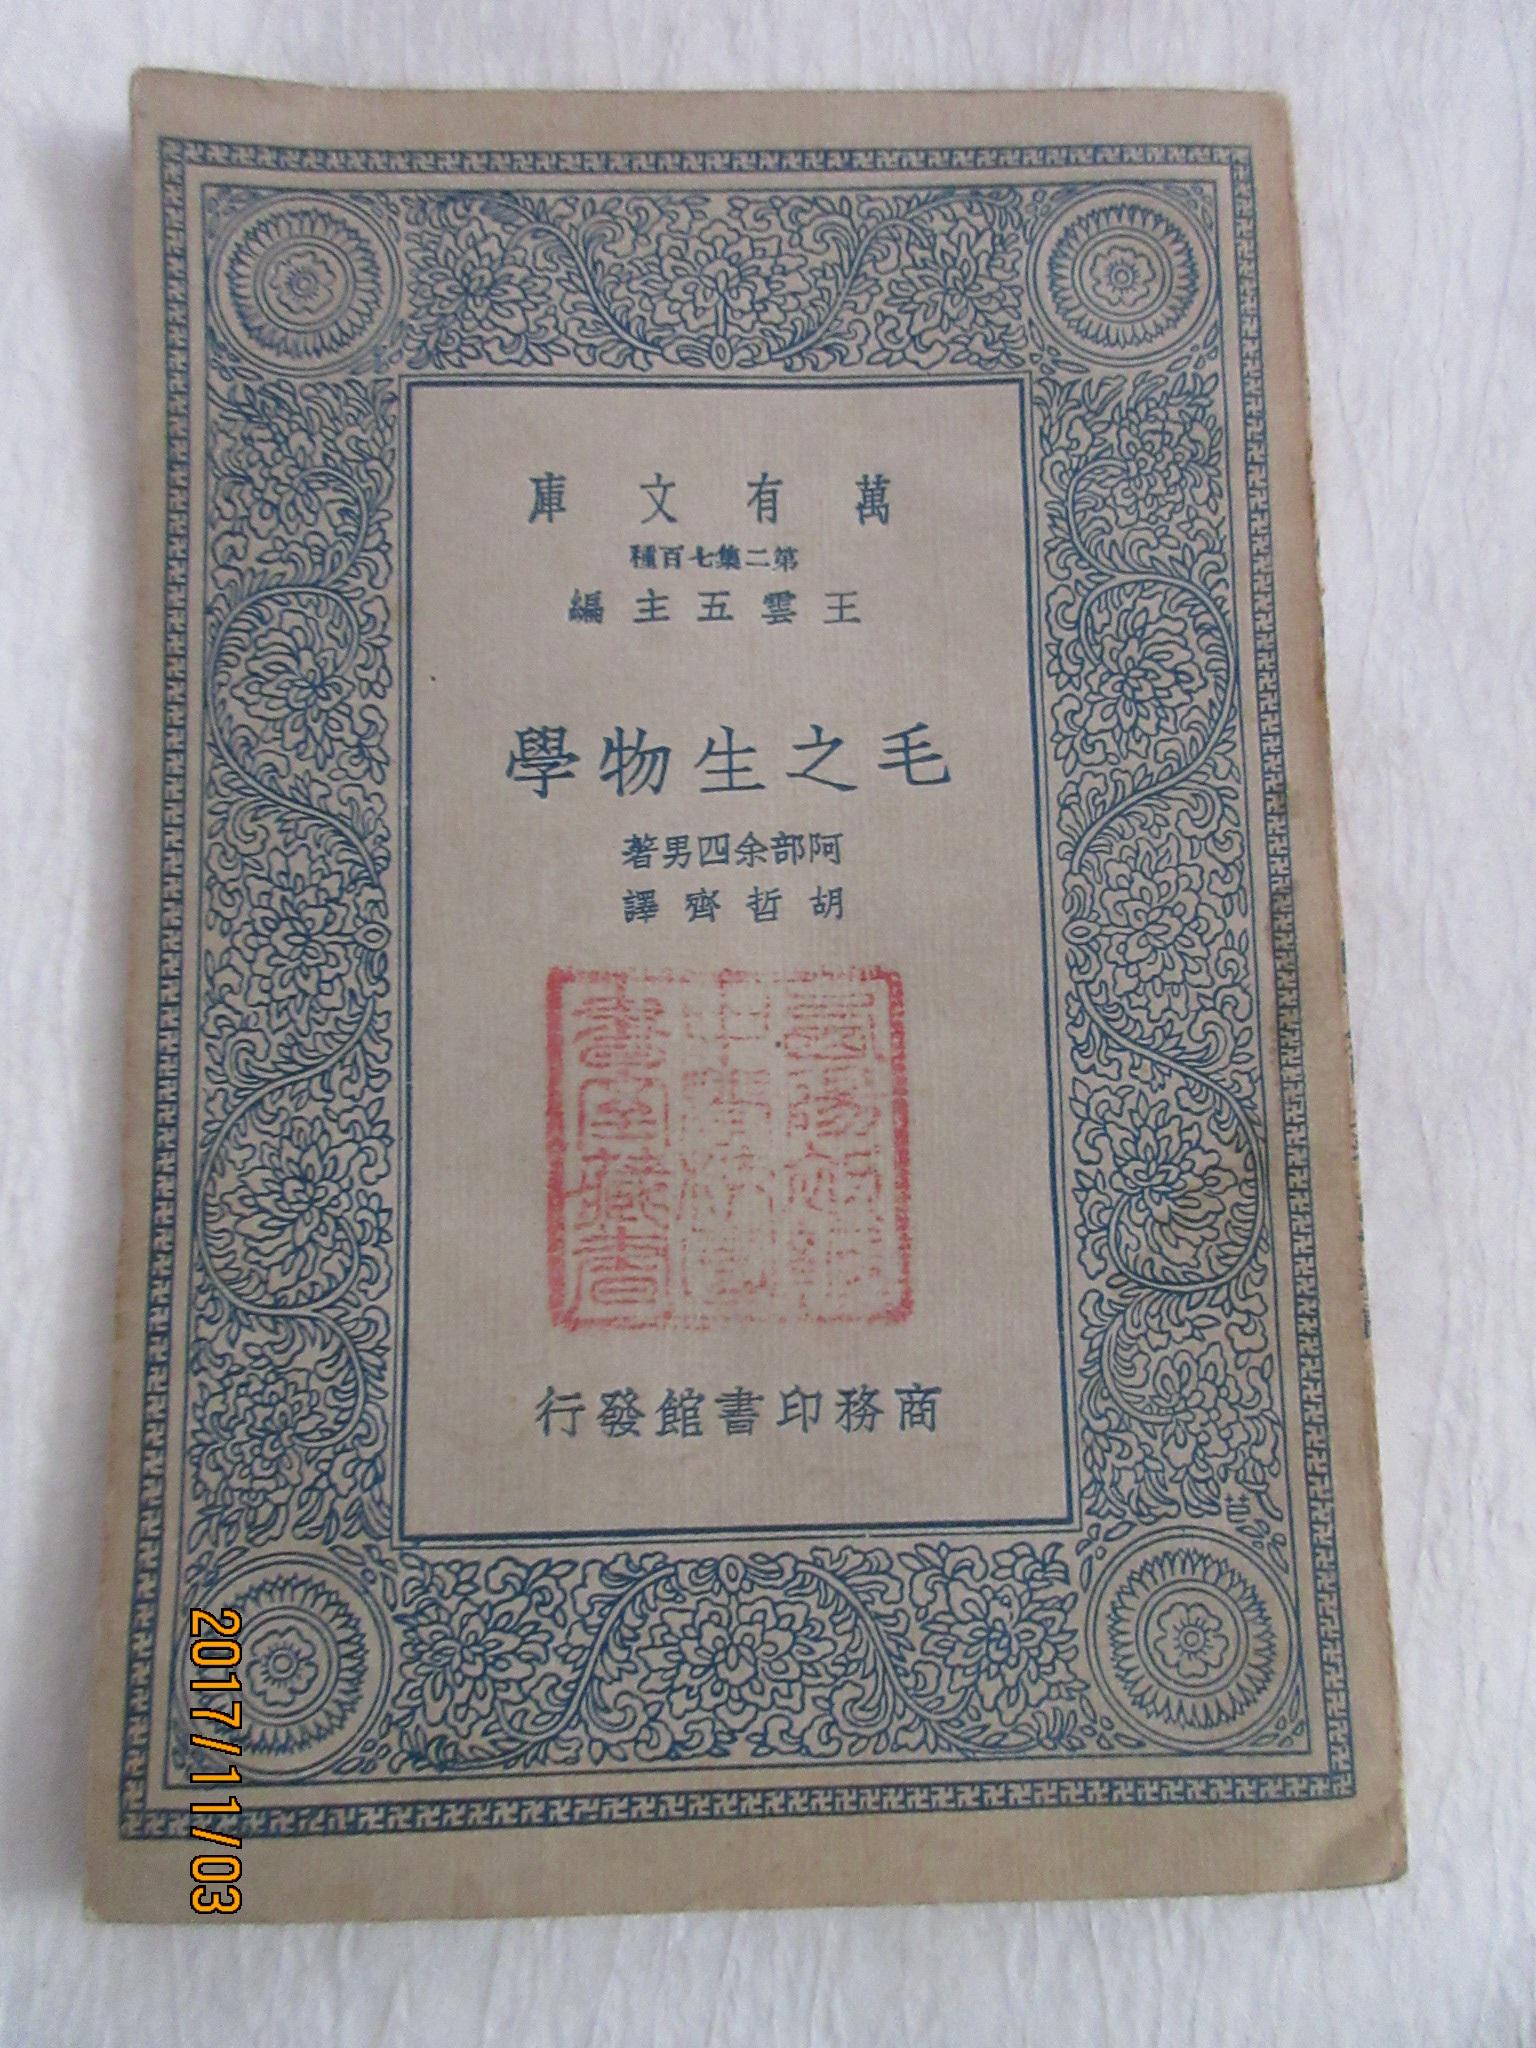 萬有文庫
第二集七百種
王雲五主編
毛之生物學
阿部余四男著
胡哲齊譯
商務印書館發行
2017/11/03